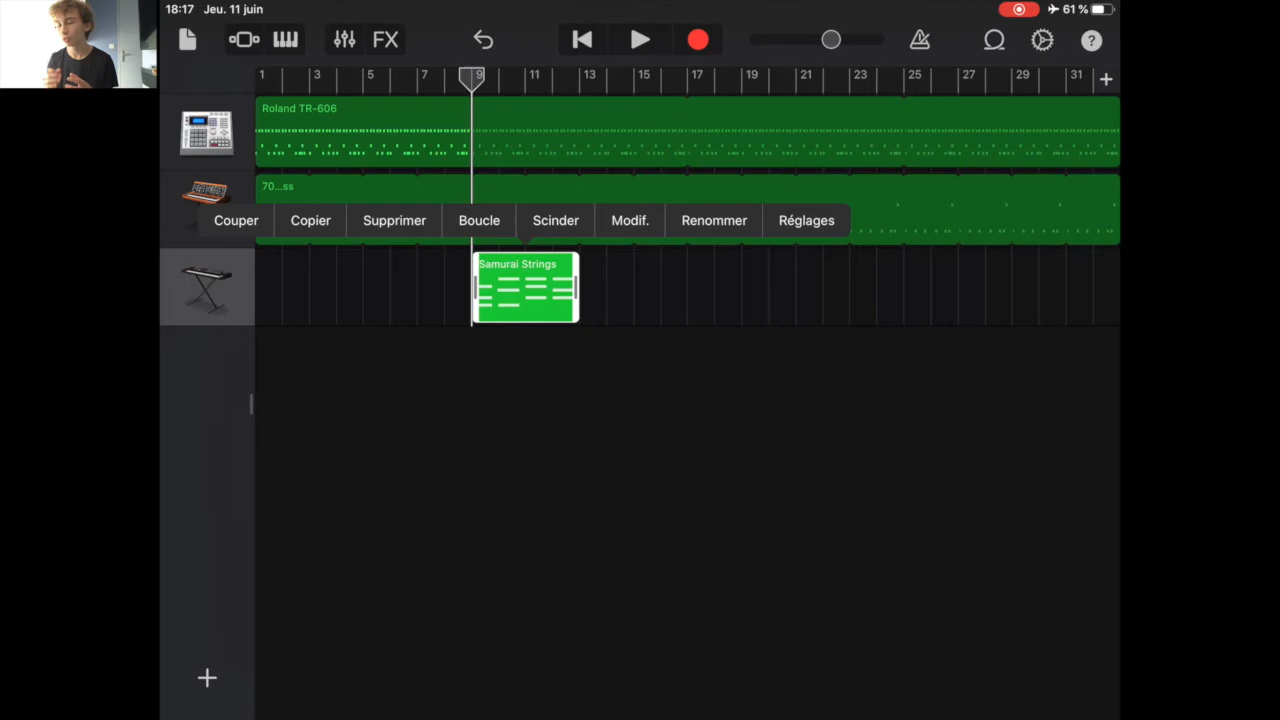 18:17 Jeu. 11 juin 61 %
FX ?
1 3 5 7 9 11 13 15 17 19 21 23 25 27 29 31 +
Roland TR-606
70...ss
Couper Copier Supprimer Boucle Scinder Modif. Renommer Réglages
Samurai Strings
+